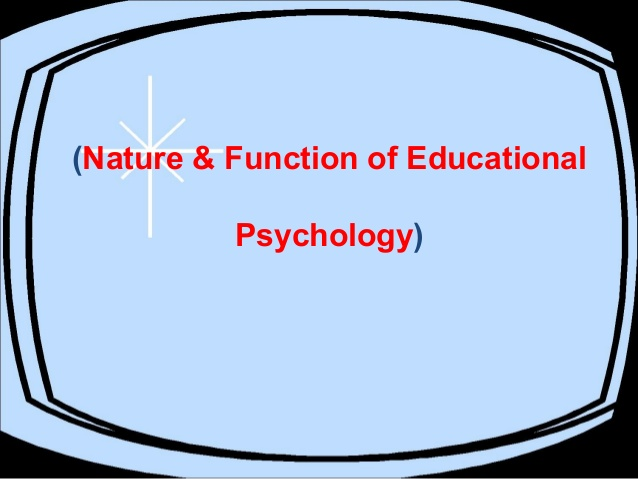 (Nature & Function of Educational
Psychology)